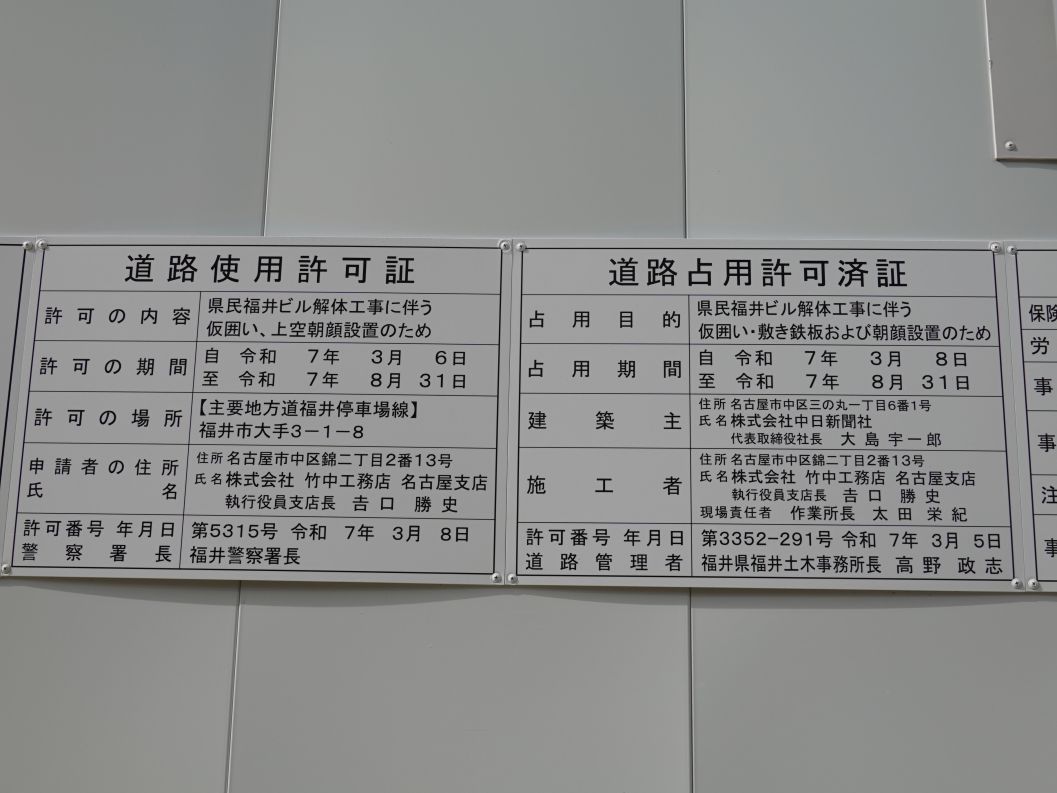 道路使用許可証
許可の内容 県民福井ビル解体工事に伴う
仮囲い、上空朝顔設置のため
許可の期間 自 令和 7年 3月 6日
至 令和 7年 8月 31日
許可の場所 【主要地方道福井停車場線】
福井市大手3-1-8
申請者の住所 住所 名古屋市中区錦二丁目2番13号
氏名 氏名 株式会社 竹中工務店 名古屋支店
執行役員支店長 𠮷口 勝史
許可番号 年月日 第5315号 令和 7年 3月 8日
警察署長 福井警察署長
道路占用許可済証
占用目的 県民福井ビル解体工事に伴う
仮囲い・敷き鉄板および朝顔設置のため
占用期間 自 令和 7年 3月 8日
至 令和 7年 8月 31日
建築主 住所 名古屋市中区三の丸一丁目6番1号
氏名 株式会社中日新聞社
代表取締役社長 大島宇一郎
施工者 住所 名古屋市中区錦二丁目2番13号
氏名 株式会社 竹中工務店 名古屋支店
執行役員支店長 𠮷口 勝史
現場責任者 作業所長 太田 栄紀
許可番号 年月日 第3352-291号 令和 7年 3月 5日
道路管理者 福井県福井土木事務所長 高野 政志
保険
労
事
事
注
事